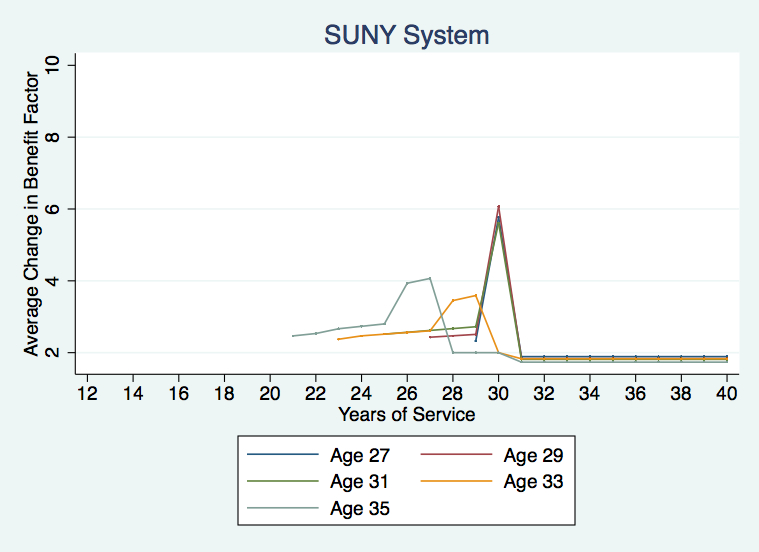 SUNY System
Average Change in Benefit Factor
10
8
6
4
2
12 14 16 18 20 22 24 26 28 30 32 34 36 38 40
Years of Service
Age 27 Age 29
Age 31 Age 33
Age 35